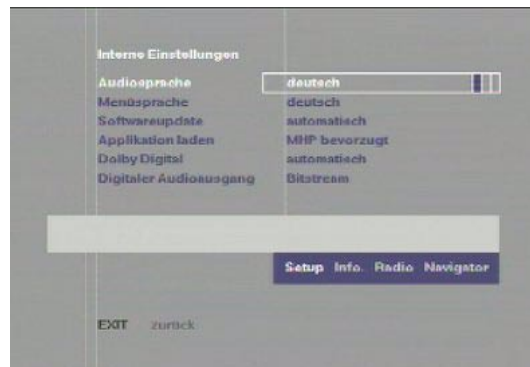 Interne Einstellungen
Audiosprache deutsch
Menüsprache deutsch
Softwareupdate automatisch
Applikation laden MHP bevorzugt
Dolby Digital automatisch
Digitaler Audioausgang Bitstream
Setup Info. Radio Navigator
EXIT zurück